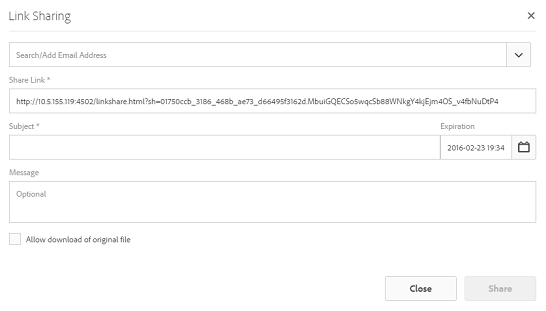 Link Sharing
Search/Add Email Address
Share Link *
http://10.5.155.119:4502/linkshare.html?sh=01750ccb_3186_468b_ae73_d66495f3162d.MbuiGQECSo5wqcSb88WNkgY4kjEjm4OS_v4fbNuDtP4
Subject *
Expiration
2016-02-23 19:34
Message
Optional
Allow download of original file
Close
Share